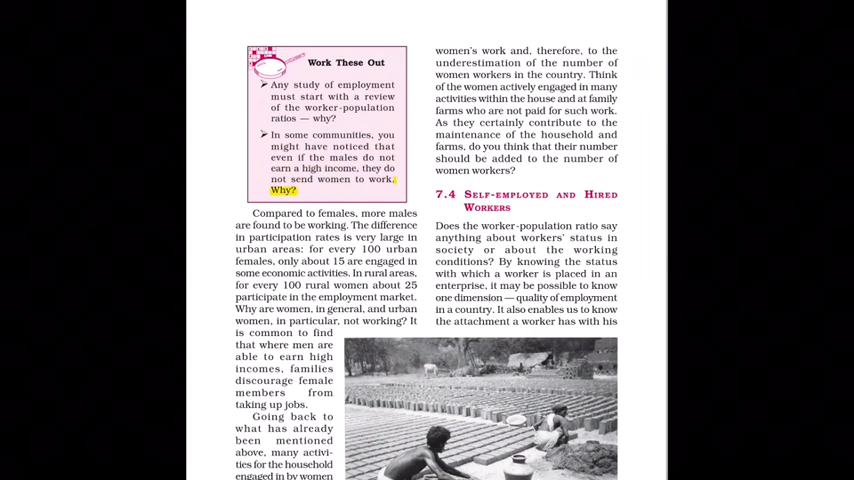 Work These Out
➢ Any study of employment
must start with a review
of the worker-population
ratios — why?
➢ In some communities, you
might have noticed that
even if the males do not
earn a high income, they do
not send women to work.
Why?
Compared to females, more males
are found to be working. The difference
in participation rates is very large in
urban areas: for every 100 urban
females, only about 15 are engaged in
some economic activities. In rural areas,
for every 100 rural women about 25
participate in the employment market.
Why are women, in general, and urban
women, in particular, not working? It
is common to find
that where men are
able to earn high
incomes, families
discourage female
members from
taking up jobs.
Going back to
what has already
been mentioned
above, many activi-
ties for the household
engaged in by women
women's work and, therefore, to the
underestimation of the number of
women workers in the country. Think
of the women actively engaged in many
activities within the house and at family
farms who are not paid for such work.
As they certainly contribute to the
maintenance of the household and
farms, do you think that their number
should be added to the number of
women workers?
7.4 SELF-EMPLOYED AND HIRED
WORKERS
Does the worker-population ratio say
anything about workers' status in
society or about the working
conditions? By knowing the status
with which a worker is placed in an
enterprise, it may be possible to know
one dimension — quality of employment
in a country. It also enables us to know
the attachment a worker has with his